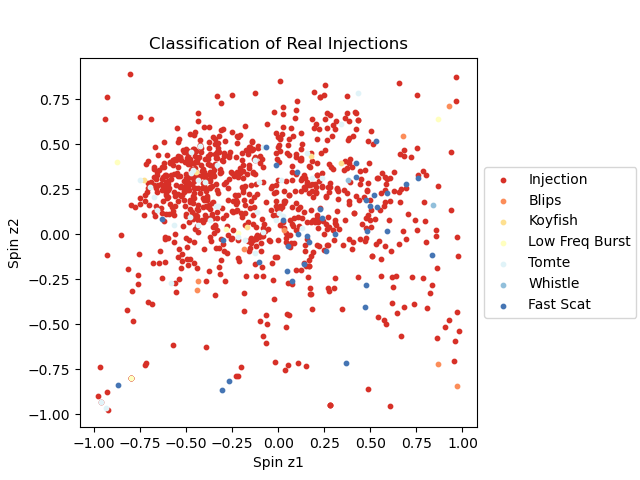 Classification of Real Injections
0.75
0.50
0.25
0.00
−0.25
−0.50
−0.75
−1.00
Spin z2
−1.00 −0.75 −0.50 −0.25 0.00 0.25 0.50 0.75 1.00
Spin z1
Injection
Blips
Koyfish
Low Freq Burst
Tomte
Whistle
Fast Scat